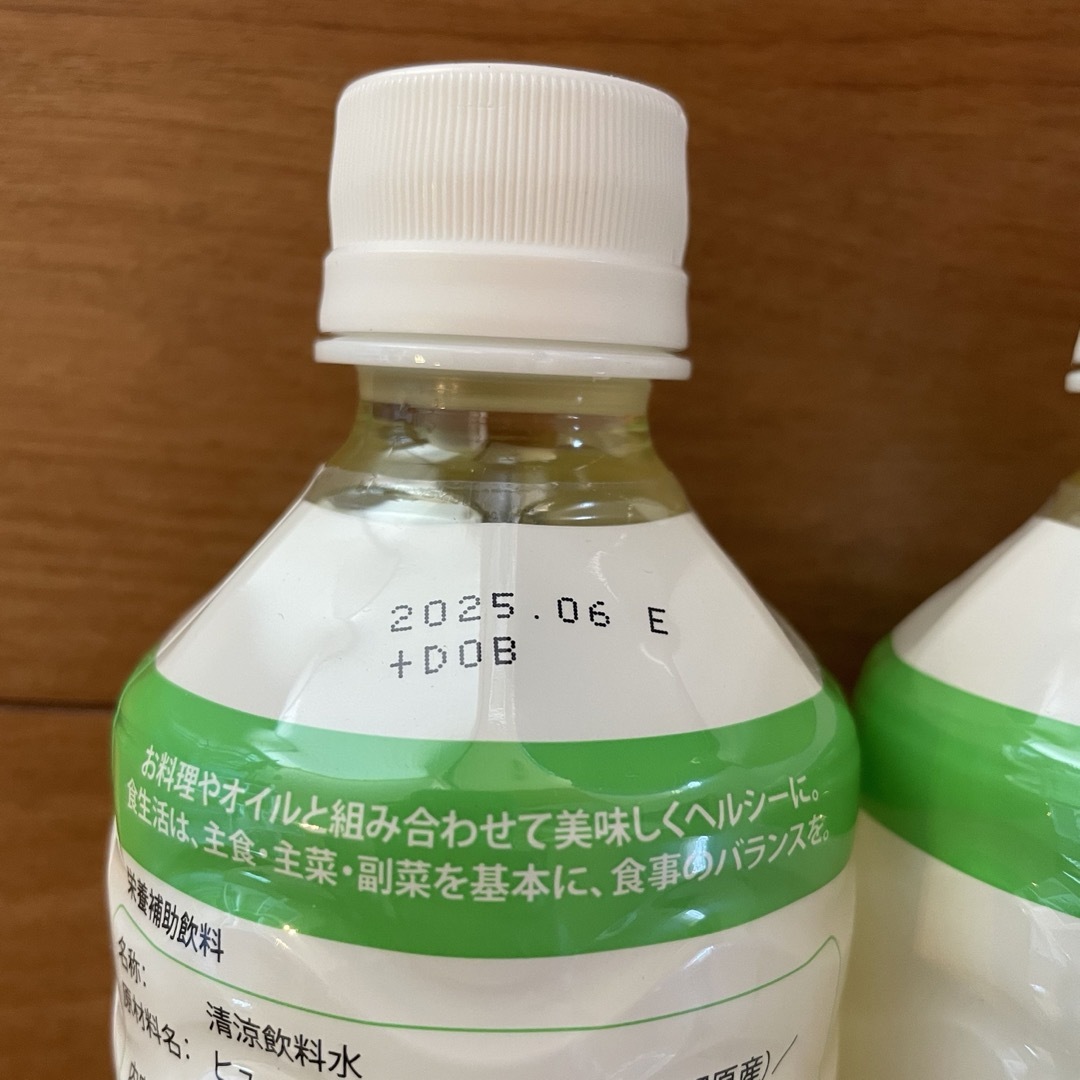 2025.06 E
+DOB
お料理やオイルと組み合わせて美味しくヘルシーに。
食生活は、主食・主菜・副菜を基本に、食事のバランスを。
栄養補助飲料
名称: 清涼飲料水
原材料名:
原産)／